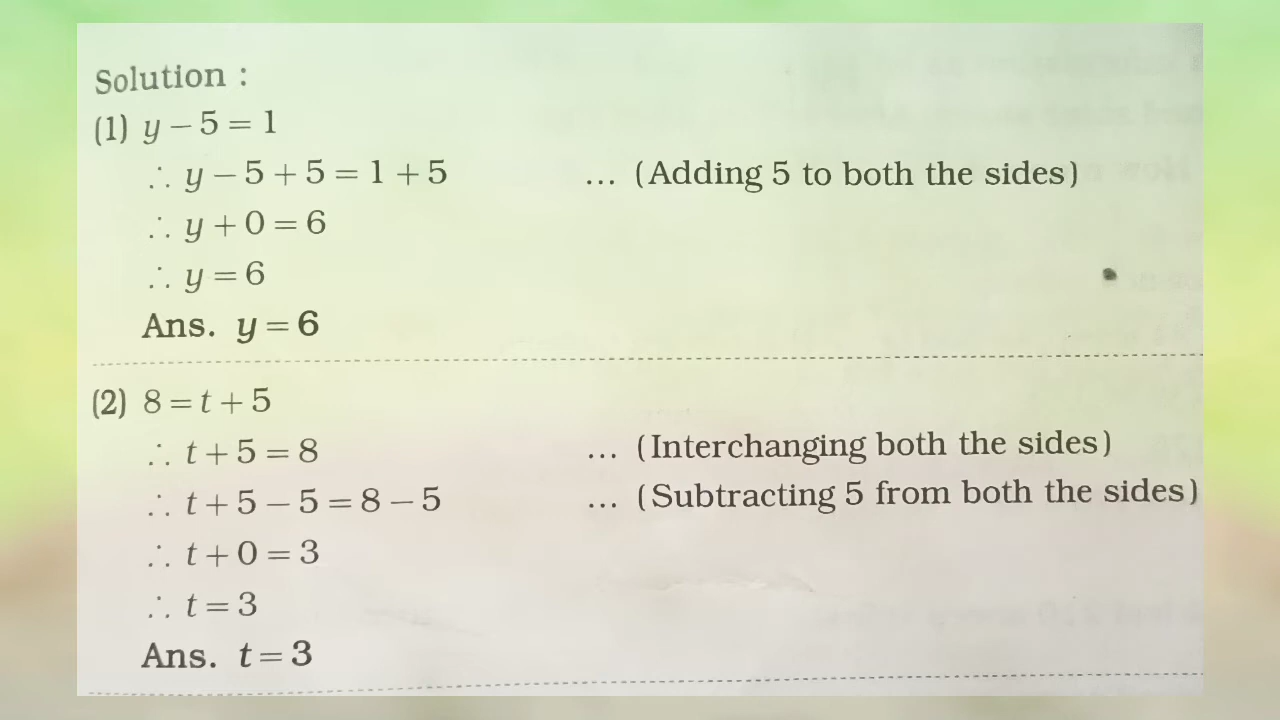 Solution :
(1) y – 5 = 1
∴ y – 5 + 5 = 1 + 5 ... (Adding 5 to both the sides)
∴ y + 0 = 6
∴ y = 6
Ans. y = 6
(2) 8 = t + 5
∴ t + 5 = 8 ... (Interchanging both the sides)
∴ t + 5 – 5 = 8 – 5 ... (Subtracting 5 from both the sides)
∴ t + 0 = 3
∴ t = 3
Ans. t = 3